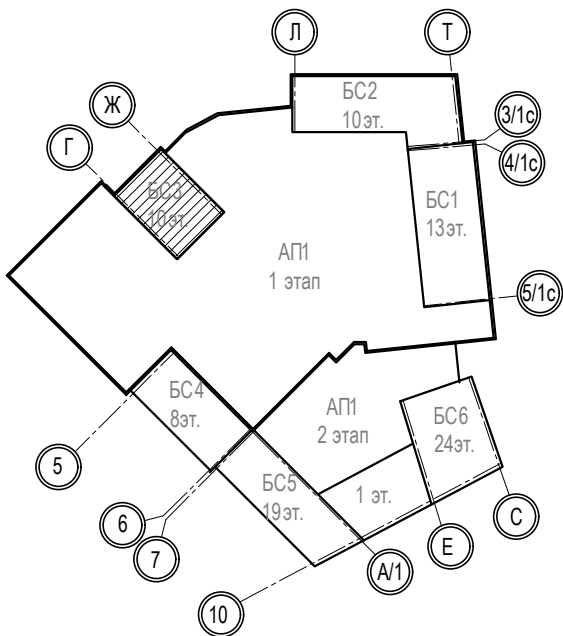 Л
Т
Ж
3/1с
Г
4/1с
БС2
10эт.
БС3
10эт.
БС1
13эт.
АП1
1 этап
5/1с
БС4
8эт.
АП1
2 этап
БС6
24эт.
5
БС5
19эт.
1 эт.
6
7
С
Е
А/1
10